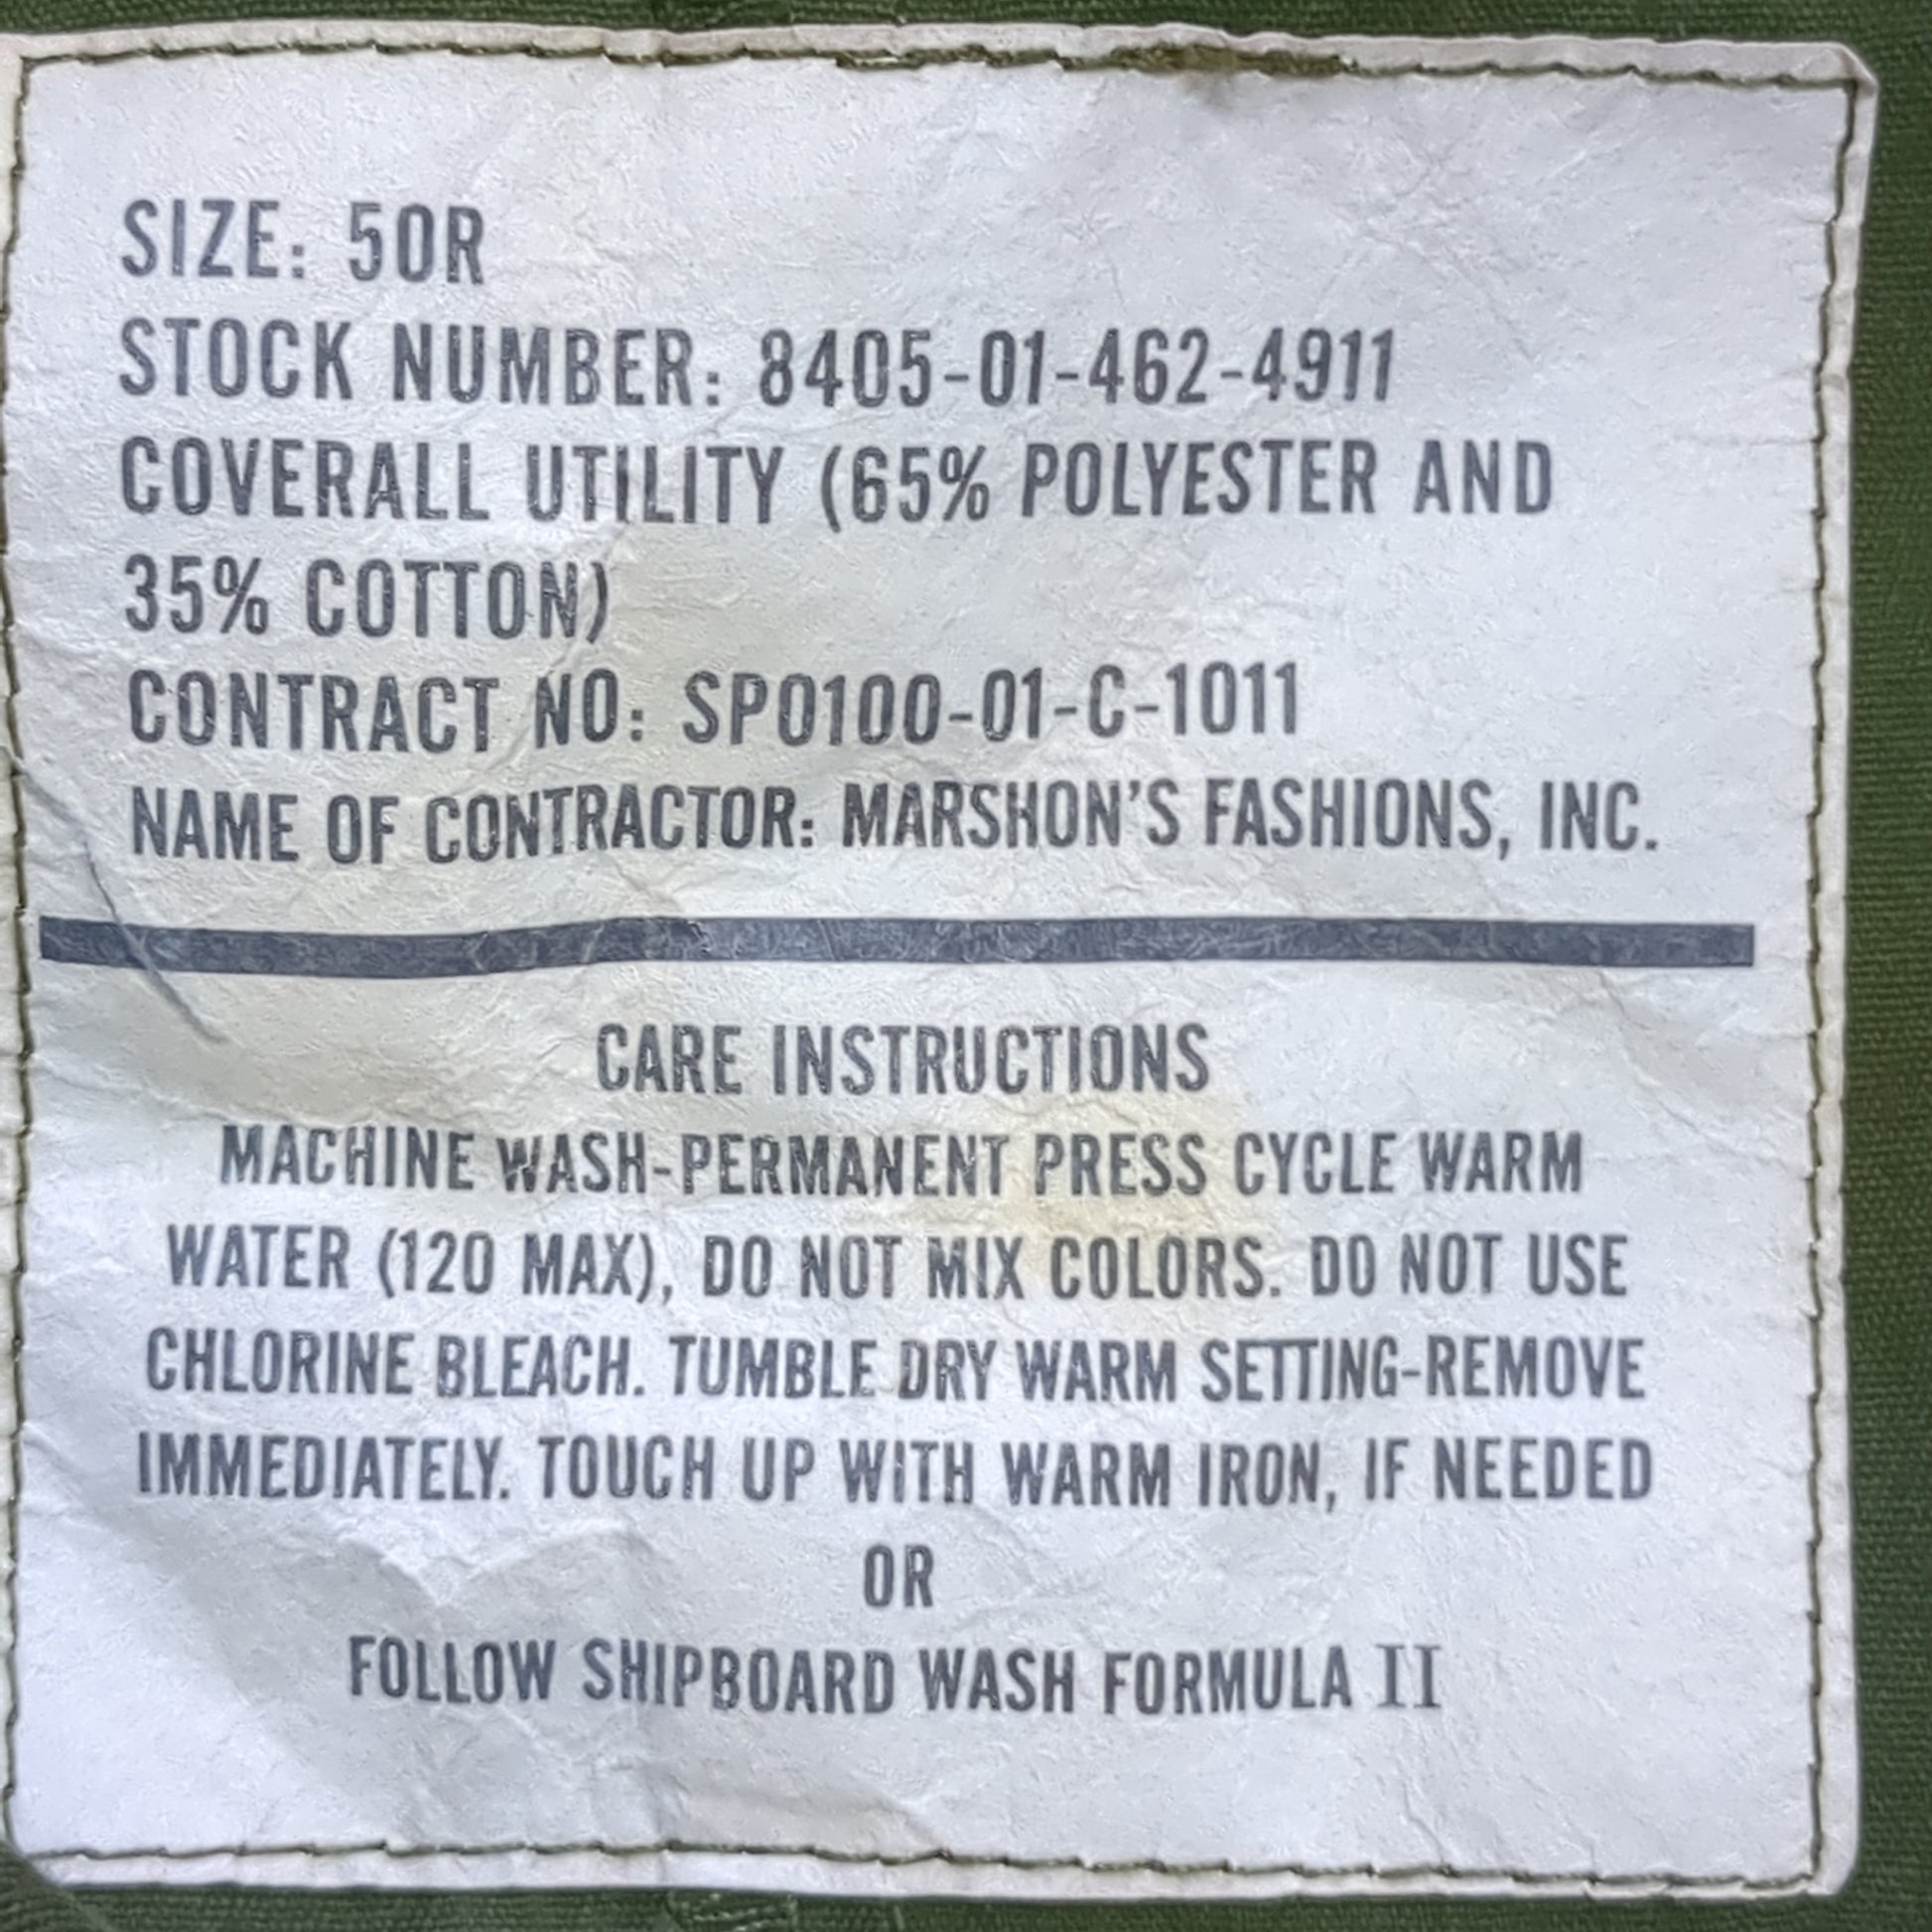 SIZE: 50R
STOCK NUMBER: 8405-01-462-4911
COVERALL UTILITY (65% POLYESTER AND
35% COTTON)
CONTRACT NO: SPO100-01-C-1011
NAME OF CONTRACTOR: MARSHON'S FASHIONS, INC.
CARE INSTRUCTIONS
MACHINE WASH-PERMANENT PRESS CYCLE WARM
WATER (120 MAX), DO NOT MIX COLORS. DO NOT USE
CHLORINE BLEACH. TUMBLE DRY WARM SETTING-REMOVE
IMMEDIATELY. TOUCH UP WITH WARM IRON, IF NEEDED
OR
FOLLOW SHIPBOARD WASH FORMULA II